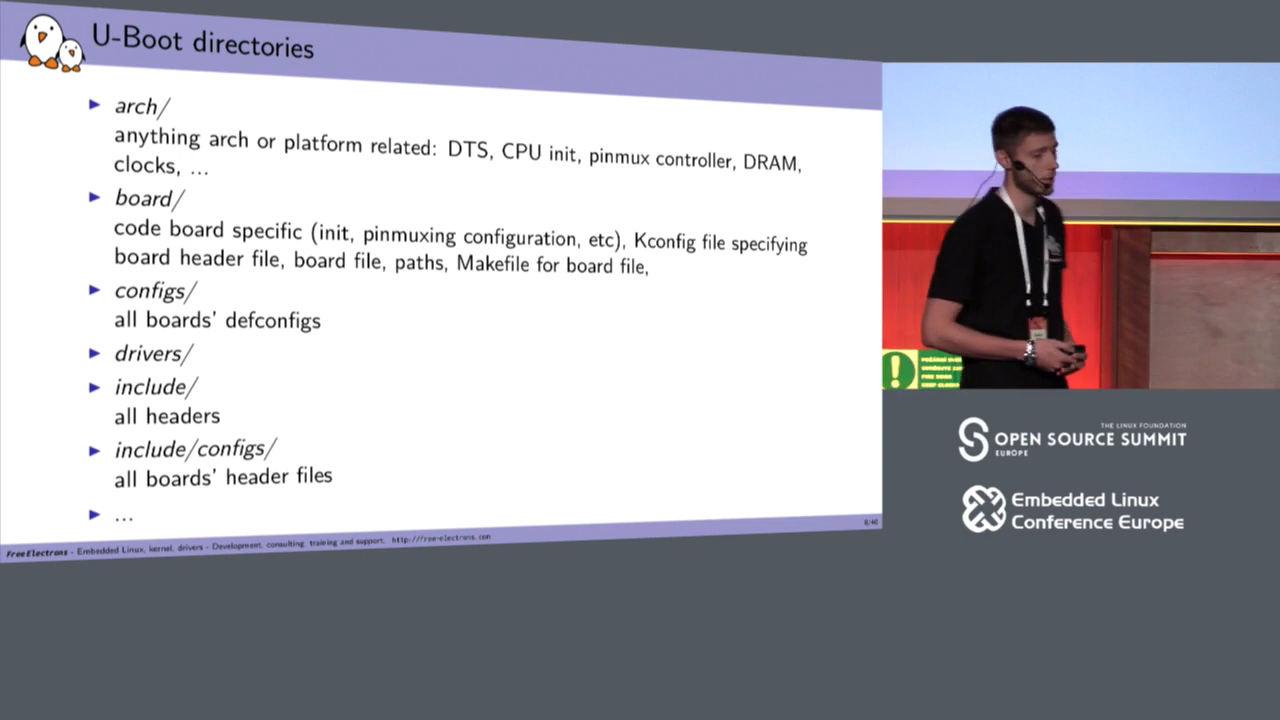 U-Boot directories
arch/
anything arch or platform related: DTS, CPU init, pinmux controller, DRAM,
clocks, ...
board/
code board specific (init, pinmuxing configuration, etc), Kconfig file specifying
board header file, board file, paths, Makefile for board file,
configs/
all boards' defconfigs
drivers/
include/
all headers
include/configs/
all boards' header files
...
Free Electrons - Embedded Linux, kernel, drivers - Development, consulting, training and support. http://free-electrons.com
8/40
THE LINUX FOUNDATION
OPEN SOURCE SUMMIT
EUROPE
Embedded Linux
Conference Europe